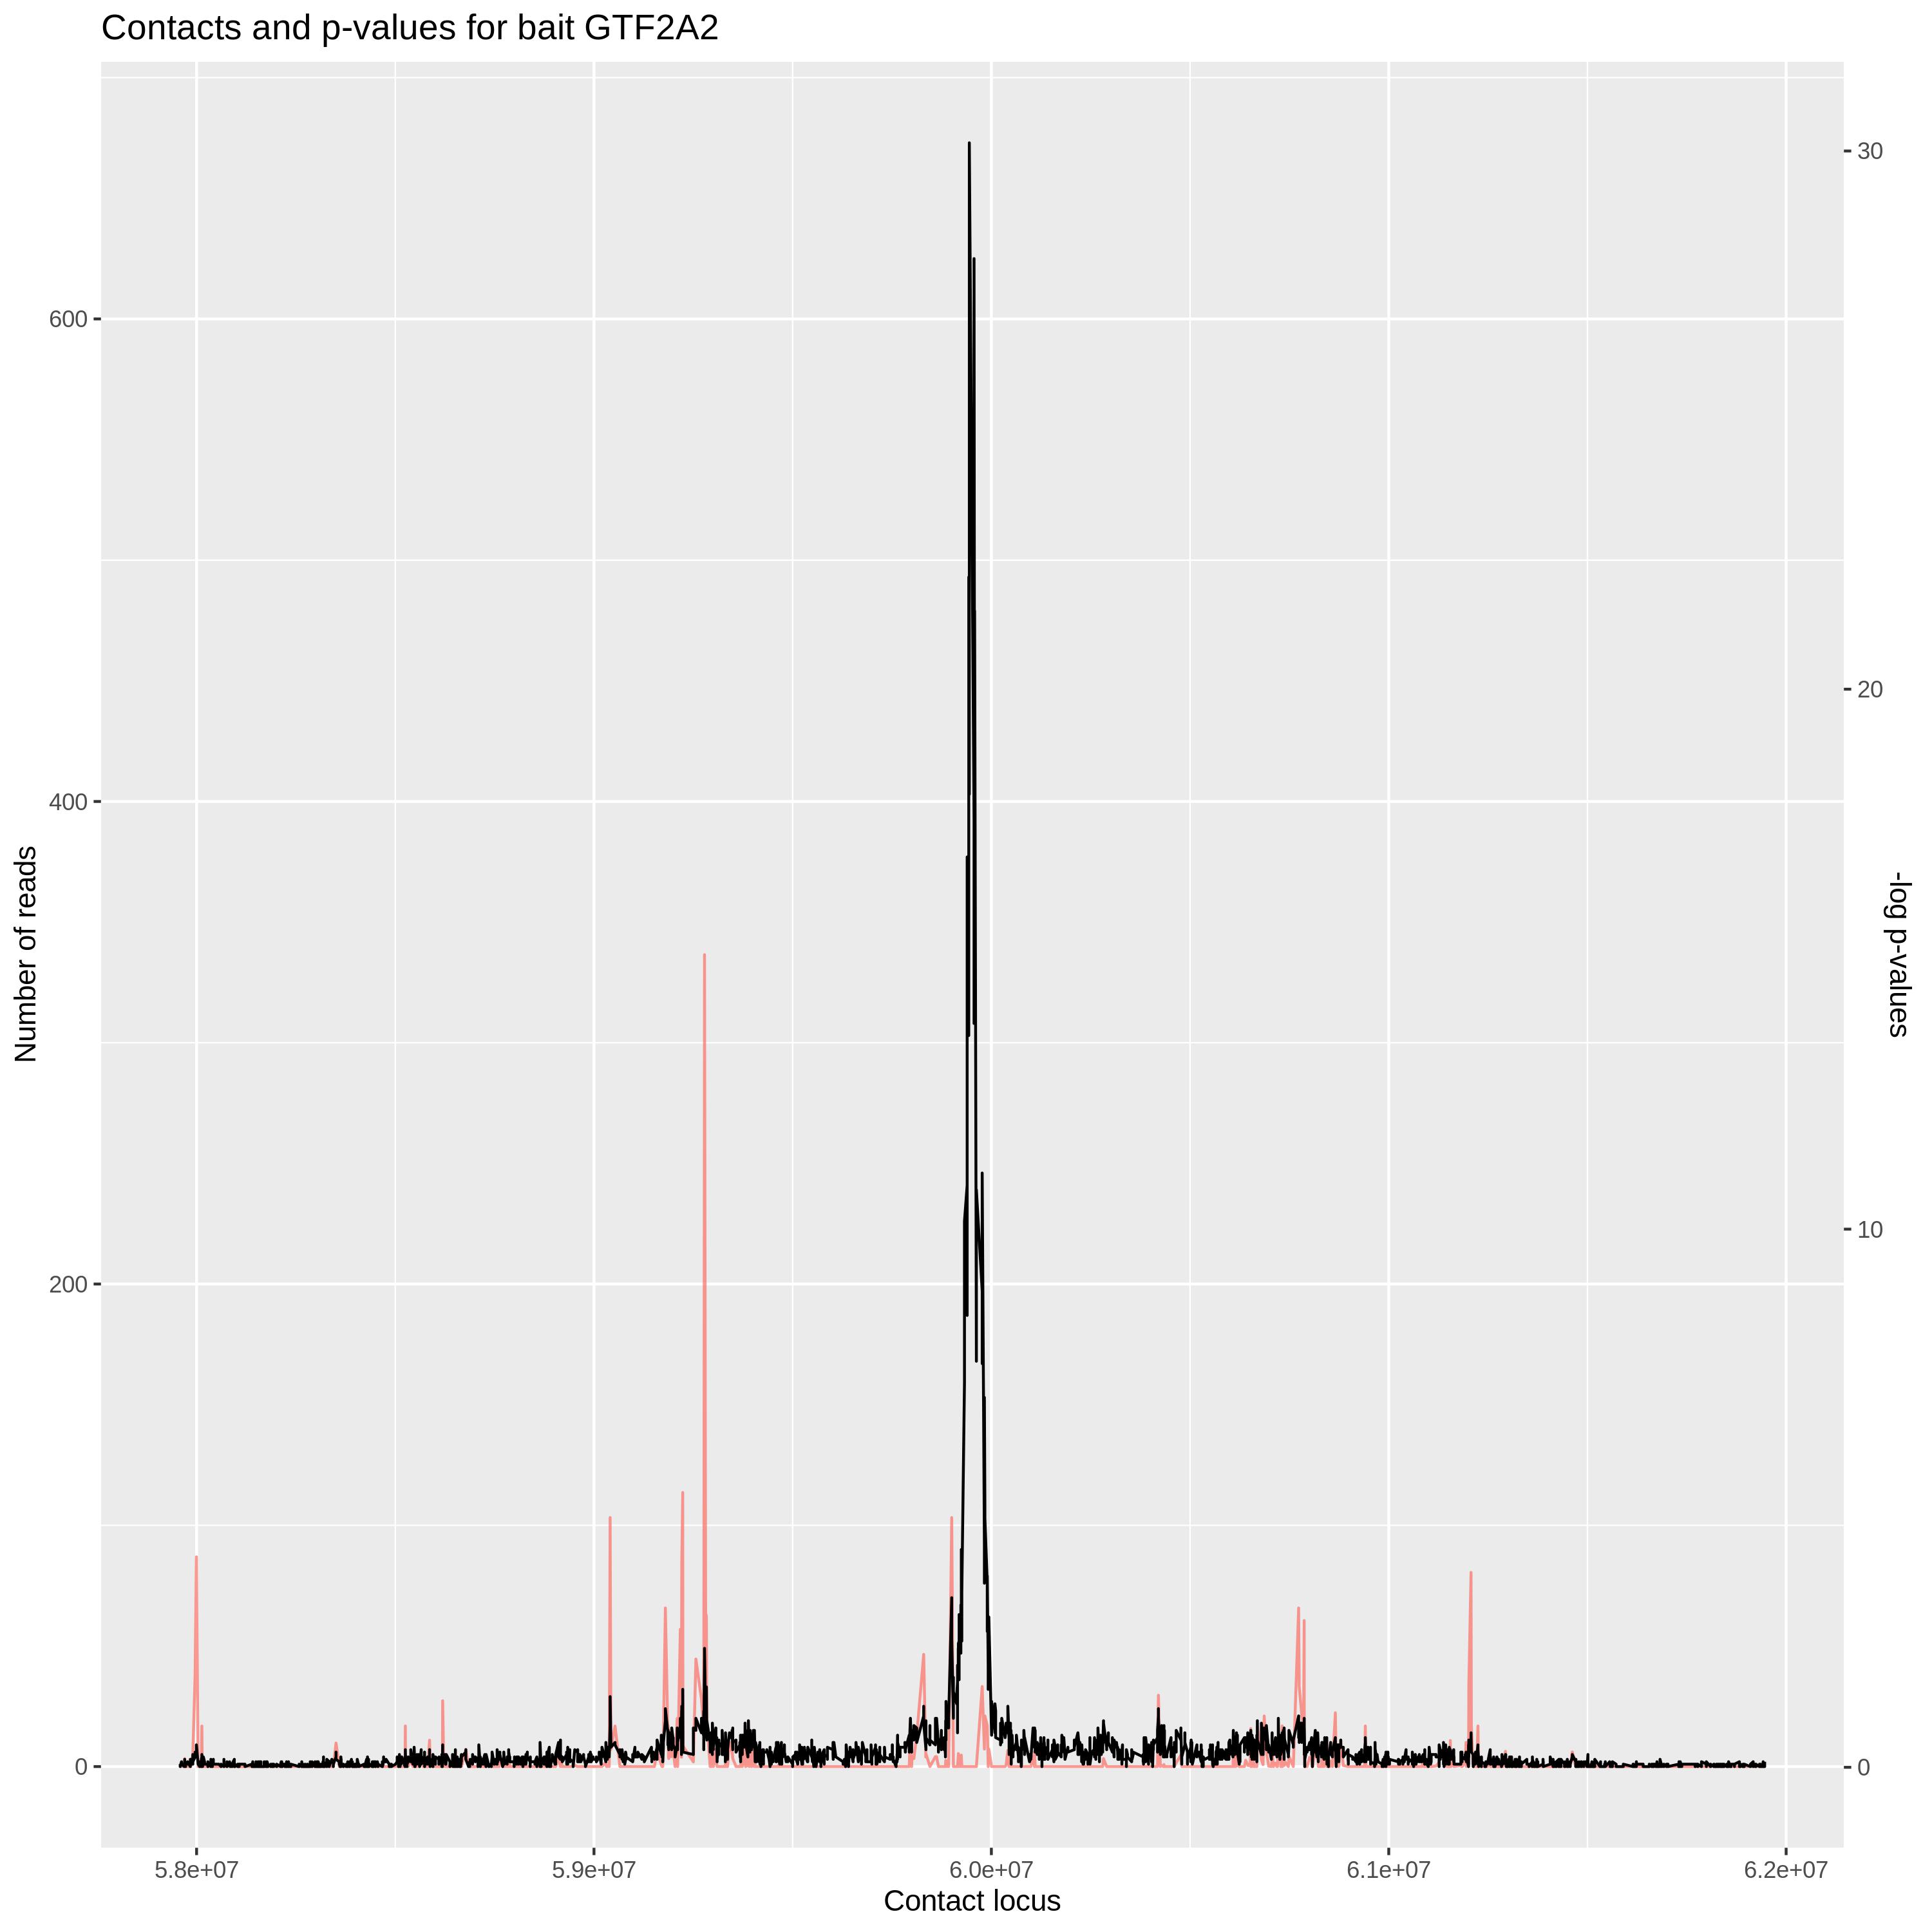 Contacts and p-values for bait GTF2A2
Number of reads
600
400
200
0
-log p-values
30
20
10
0
5.8e+07
5.9e+07
6.0e+07
6.1e+07
6.2e+07
Contact locus